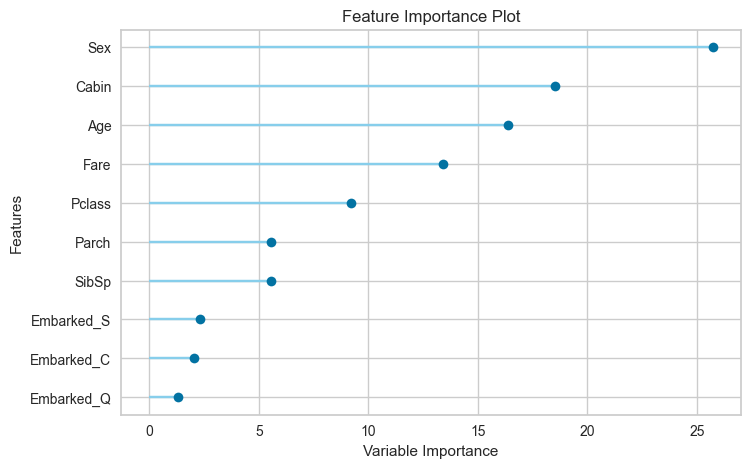 Feature Importance Plot
Sex
Cabin
Age
Fare
Pclass
Parch
SibSp
Embarked_S
Embarked_C
Embarked_Q
Features
0 5 10 15 20 25
Variable Importance